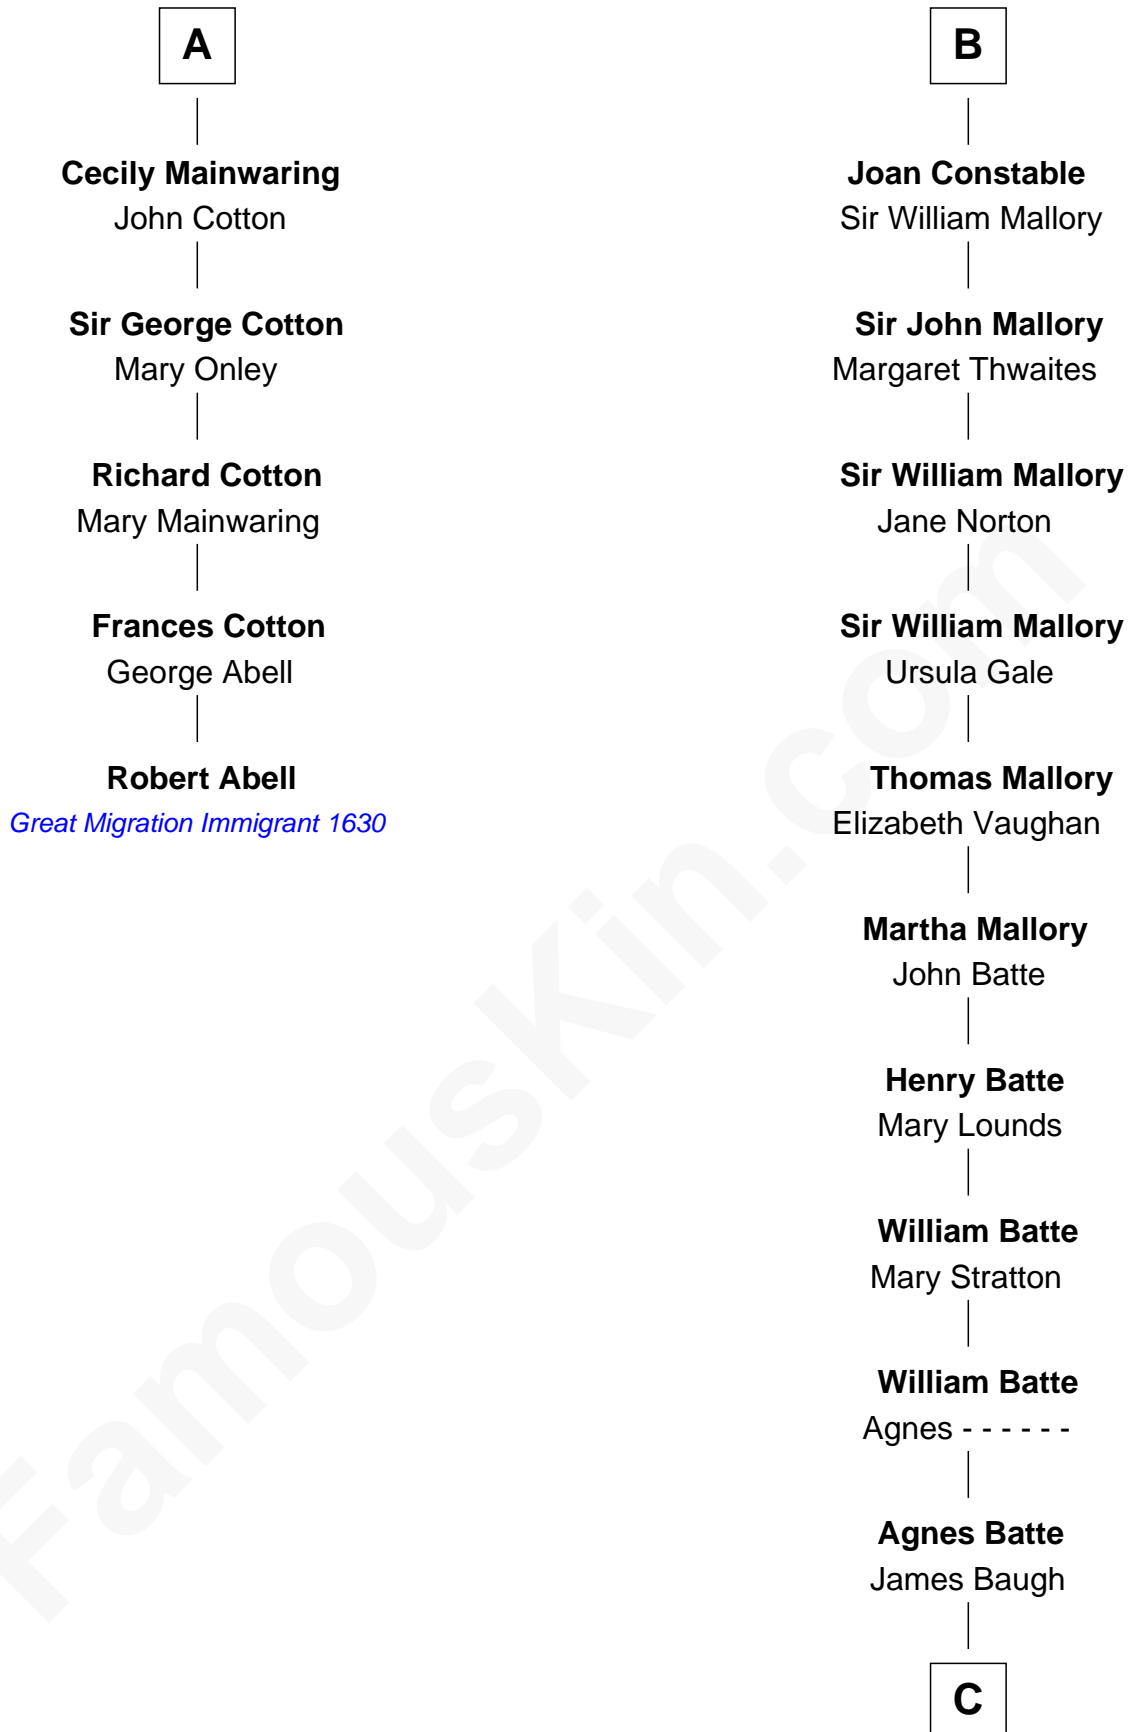 A
Cecily Mainwaring
John Cotton
Sir George Cotton
Mary Onley
Richard Cotton
Mary Mainwaring
Frances Cotton
George Abell
Robert Abell
Great Migration Immigrant 1630
B
Joan Constable
Sir William Mallory
Sir John Mallory
Margaret Thwaites
Sir William Mallory
Jane Norton
Sir William Mallory
Ursula Gale
Thomas Mallory
Elizabeth Vaughan
Martha Mallory
John Batte
Henry Batte
Mary Lounds
William Batte
Mary Stratton
William Batte
Agnes - - - - - -
Agnes Batte
James Baugh
C
FamousKin.com